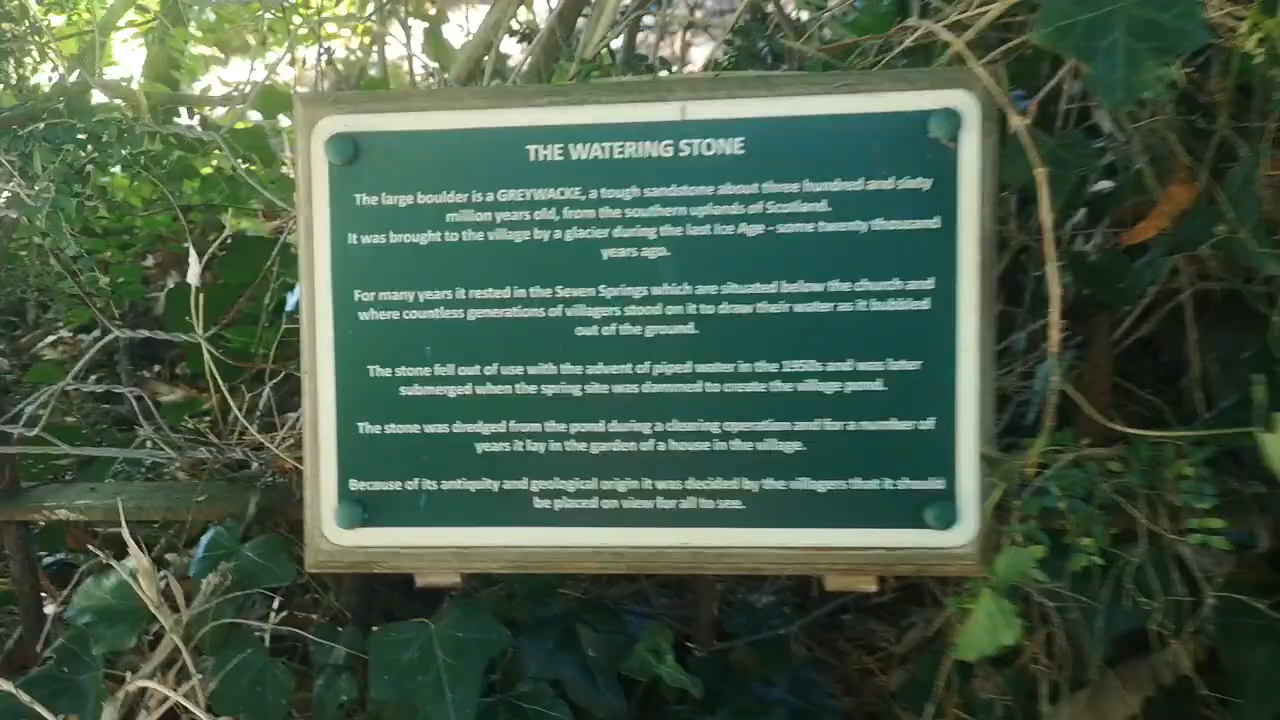 THE WATERING STONE
The large boulder is a GREYWACKE, a tough sandstone about three hundred and sixty
million years old, from the southern uplands of Scotland.
It was brought to the village by a glacier during the last Ice Age - some twenty thousand
years ago.
For many years it rested in the Seven Springs which are situated below the church and
where countless generations of villagers stood on it to draw their water as it bubbled
out of the ground.
The stone fell out of use with the advent of piped water in the and was later
submerged when the spring site was dammed to create the village pond.
The stone was dredged from the pond during a cleaning operation and for a number of
years it lay in the garden of a house in the village.
Because of its antiquity and geological origin it was decided by the villagers that it should
be placed on view for all to see.